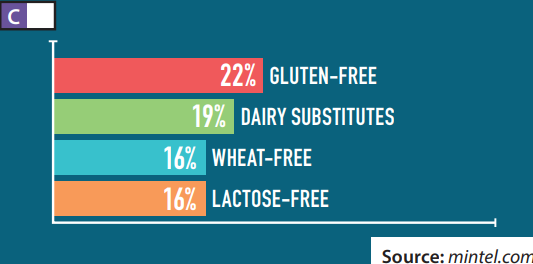 C
22% GLUTEN-FREE
19% DAIRY SUBSTITUTES
16% WHEAT-FREE
16% LACTOSE-FREE
Source: mintel.com